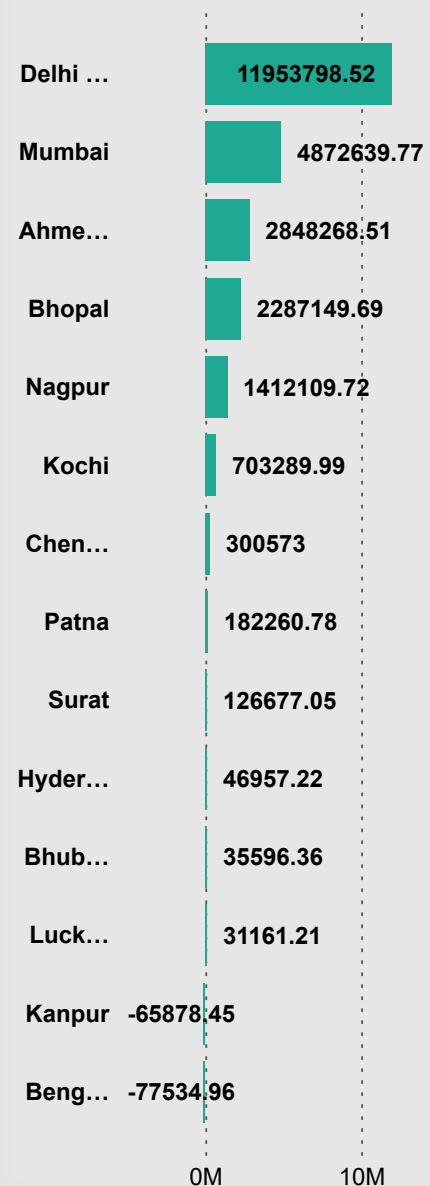 Delhi … 11953798.52
Mumbai 4872639.77
Ahme… 2848268.51
Bhopal 2287149.69
Nagpur 1412109.72
Kochi 703289.99
Chen… 300573
Patna 182260.78
Surat 126677.05
Hyder… 46957.22
Bhub… 35596.36
Luck… 31161.21
Kanpur -65878.45
Beng… -77534.96
0M 10M